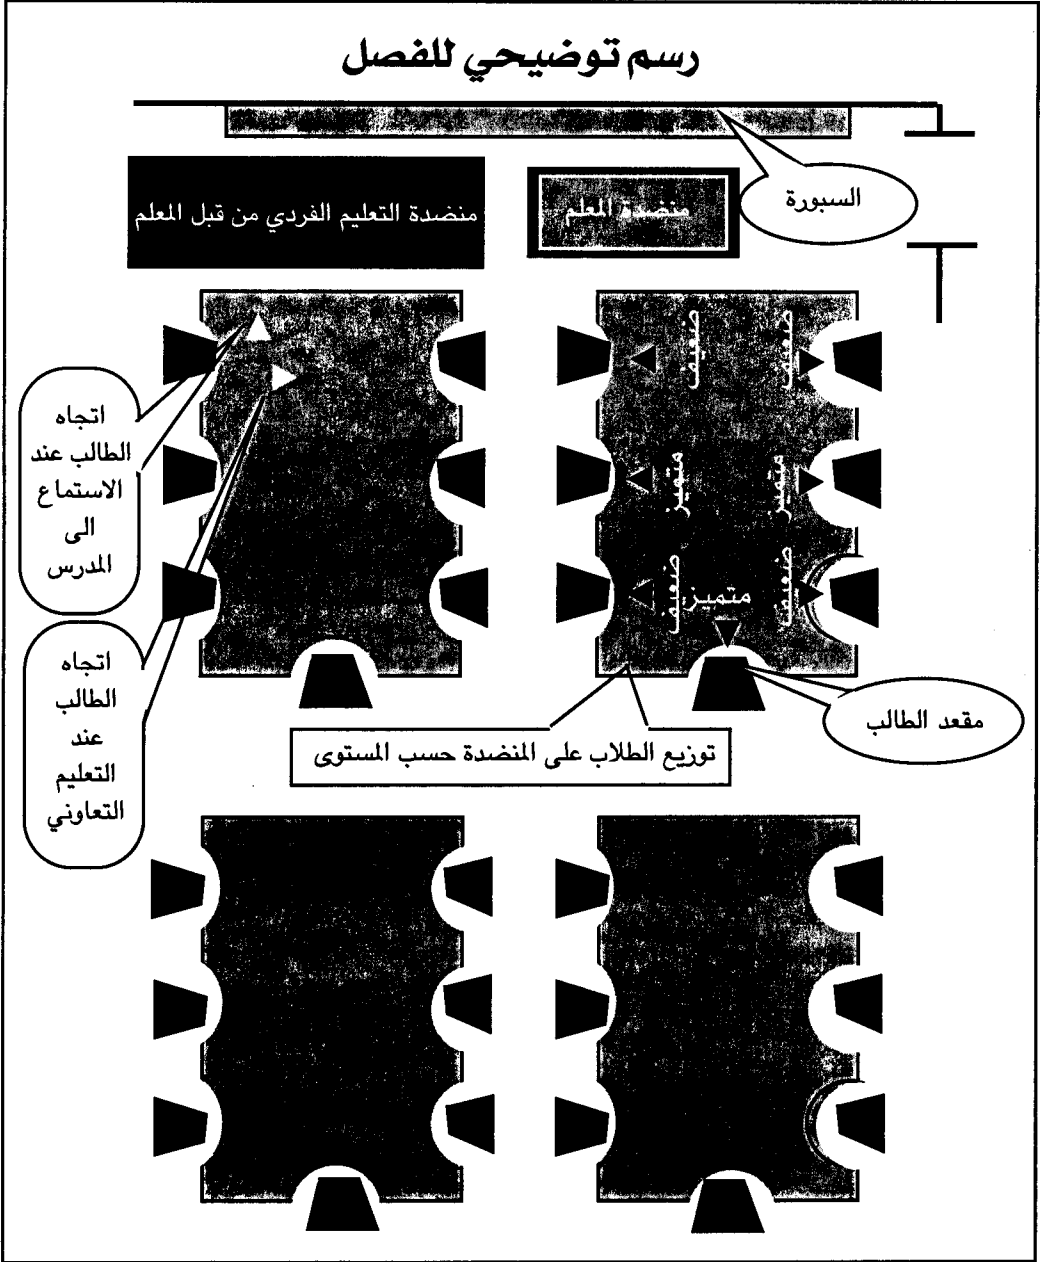 رسم توضيحي للفصل
السبورة
منضدة المعلم
منضدة التعليم الفردي من قبل المعلم
ضعيف
ضعيف
متميز
متميز
ضعيف
ضعيف
متميز
اتجاه
الطالب عند
الاستماع
الى
المدرس
اتجاه
الطالب
عند
التعليم
التعاوني
مقعد الطالب
توزيع الطلاب على المنضدة حسب المستوى